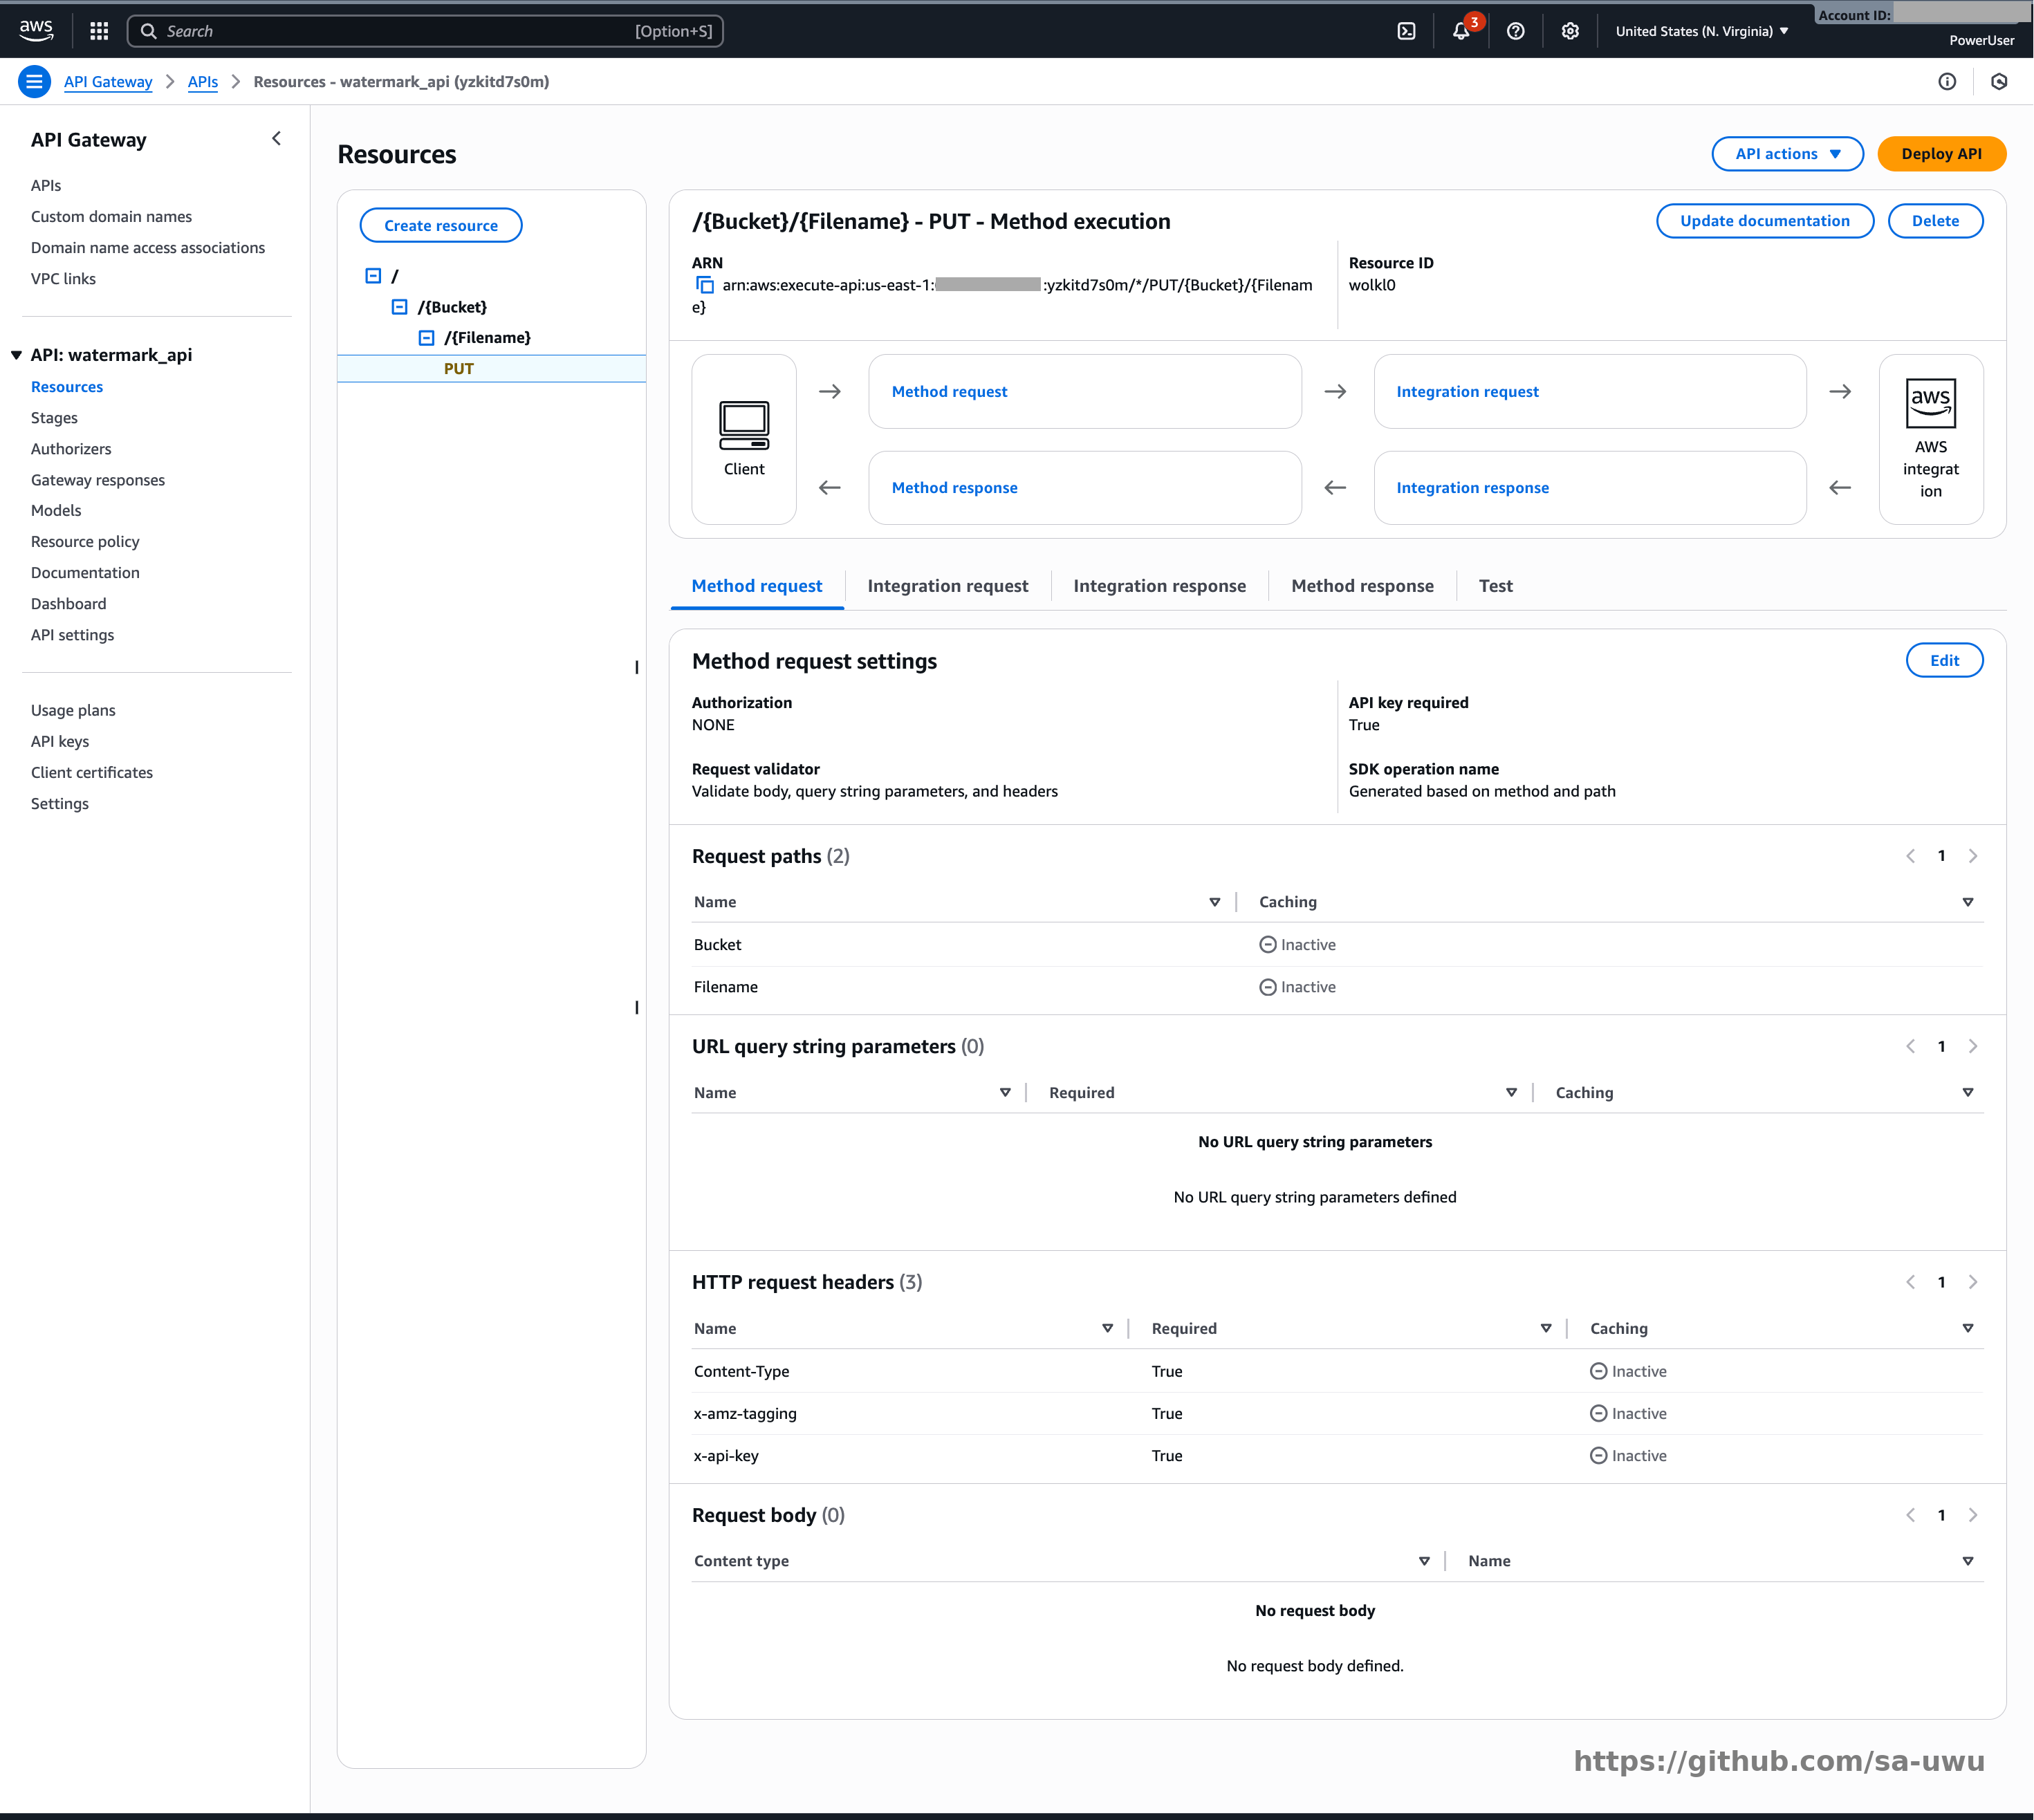 aws
Search
[Option+S]
3
United States (N. Virginia)
Account ID:
PowerUser
API Gateway
APIs
Resources - watermark_api (yzkitd7s0m)
API Gateway
APIs
Custom domain names
Domain name access associations
VPC links
API: watermark_api
Resources
Stages
Authorizers
Gateway responses
Models
Resource policy
Documentation
Dashboard
API settings
Usage plans
API keys
Client certificates
Settings
Resources
API actions
Deploy API
Create resource
/
/{Bucket}
/{Filename}
PUT
/{Bucket}/{Filename} - PUT - Method execution
Update documentation
Delete
ARN
arn:aws:execute-api:us-east-1: :yzkitd7s0m/*/PUT/{Bucket}/{Filenam
e}
Resource ID
wolkl0
Client
Method request
Integration request
Method response
Integration response
aws
AWS
integrat
ion
Method request
Integration request
Integration response
Method response
Test
Method request settings
Edit
Authorization
NONE
API key required
True
Request validator
Validate body, query string parameters, and headers
SDK operation name
Generated based on method and path
Request paths (2)
1
Name
Caching
Bucket
Inactive
Filename
Inactive
URL query string parameters (0)
1
Name
Required
Caching
No URL query string parameters
No URL query string parameters defined
HTTP request headers (3)
1
Name
Required
Caching
Content-Type
True
Inactive
x-amz-tagging
True
Inactive
x-api-key
True
Inactive
Request body (0)
1
Content type
Name
No request body
No request body defined.
https://github.com/sa-uwu